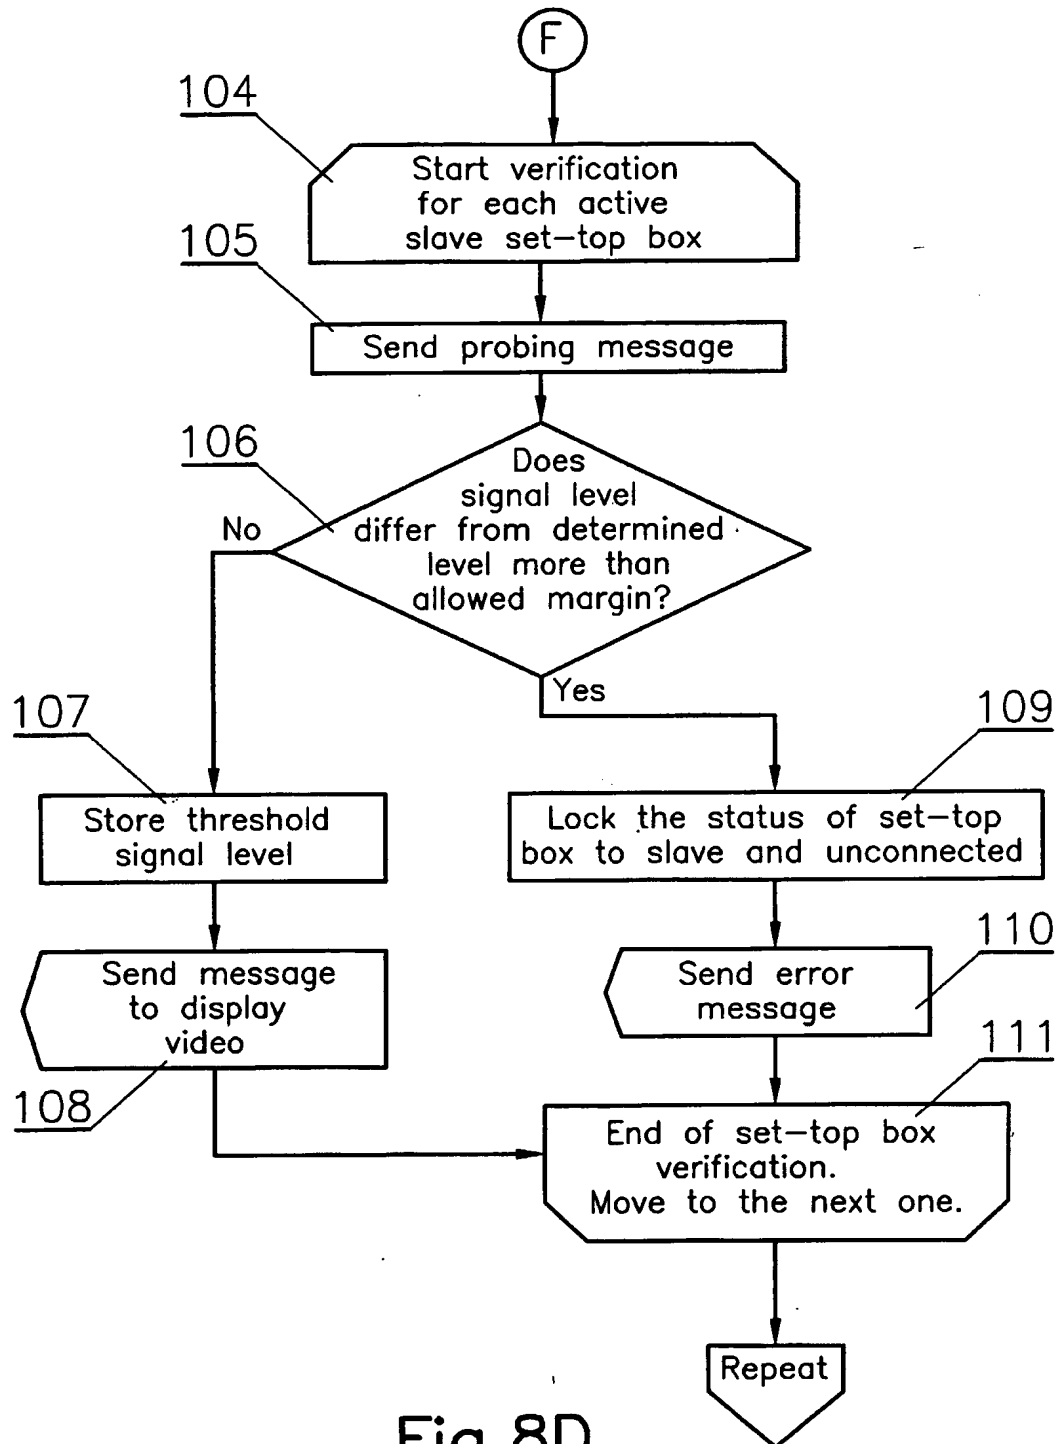 F
104
Start verification
for each active
slave set-top box
105
Send probing message
106
Does
signal level
differ from determined
level more than
allowed margin?
No
Yes
107
Store threshold
signal level
109
Lock the status of set-top
box to slave and unconnected
108
Send message
to display
video
110
Send error
message
111
End of set-top box
verification.
Move to the next one.
Repeat
Fig.8D